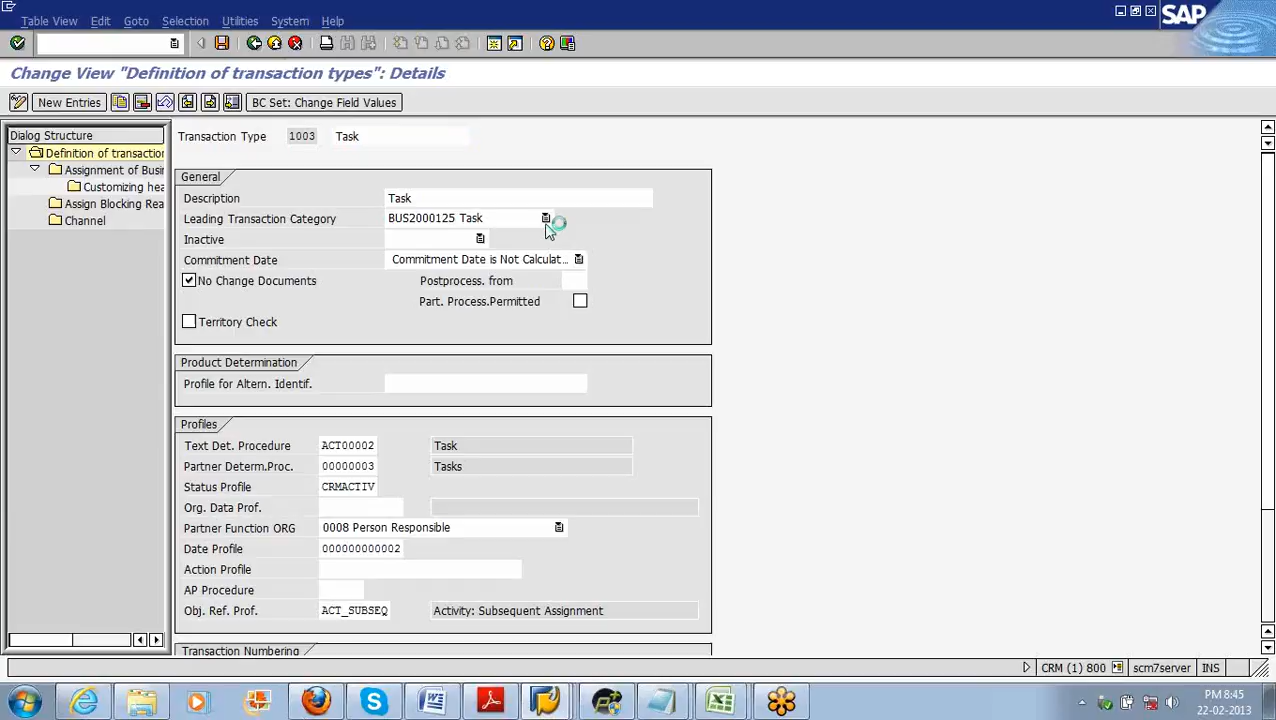 Table View Edit Goto Selection Utilities System Help
SAP
Change View "Definition of transaction types": Details
New Entries BC Set: Change Field Values
Dialog Structure
Definition of transaction
Assignment of Busi
Customizing hea
Assign Blocking Rea
Channel
Transaction Type 1003 Task
General
Description Task
Leading Transaction Category BUS2000125 Task
Inactive
Commitment Date Commitment Date is Not Calculat...
No Change Documents Postprocess. from
Part. Process.Permitted
Territory Check
Product Determination
Profile for Altern. Identif.
Profiles
Text Det. Procedure ACT00002 Task
Partner Determ.Proc. 00000003 Tasks
Status Profile CRMACTIV
Org. Data Prof.
Partner Function ORG 0008 Person Responsible
Date Profile 000000000002
Action Profile
AP Procedure
Obj. Ref. Prof. ACT_SUBSEQ Activity: Subsequent Assignment
Transaction Numbering
CRM (1) 800 scm7server INS
PM 8:45
22-02-2013